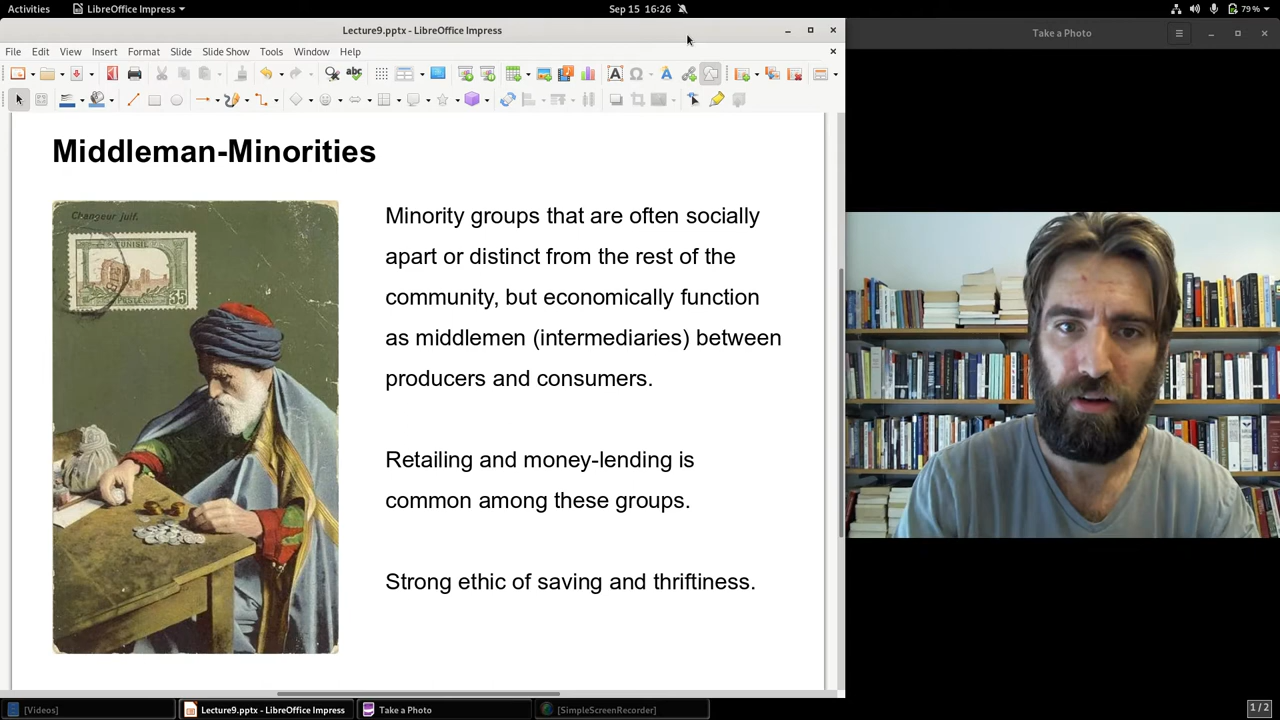 Activities
LibreOffice Impress
Sep 15 16:26
79%
Lecture9.pptx - LibreOffice Impress
Take a Photo
File Edit View Insert Format Slide Slide Show Tools Window Help
Middleman-Minorities
Changeur juif.
TUNISIE
POSTES
35
Minority groups that are often socially
apart or distinct from the rest of the
community, but economically function
as middlemen (intermediaries) between
producers and consumers.
Retailing and money-lending is
common among these groups.
Strong ethic of saving and thriftiness.
[Videos]
Lecture9.pptx - LibreOffice Impress
Take a Photo
[SimpleScreenRecorder]
1 / 2